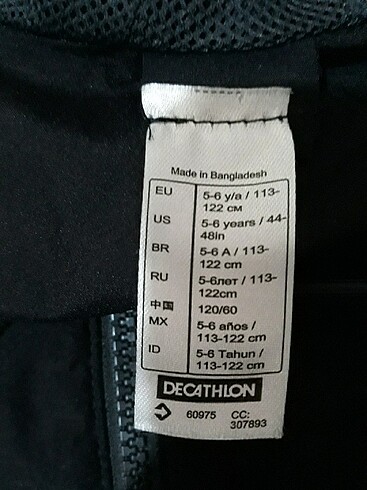 Made in Bangladesh
EU 5-6 y/a / 113-
122 см
US 5-6 years / 44-
48in
BR 5-6 A / 113-
122 cm
RU 5-6лет / 113-
122cm
中国 120/60
MX 5-6 años /
113-122 cm
ID 5-6 Tahun /
113-122 cm
DECATHLON
60975 CC:
307893